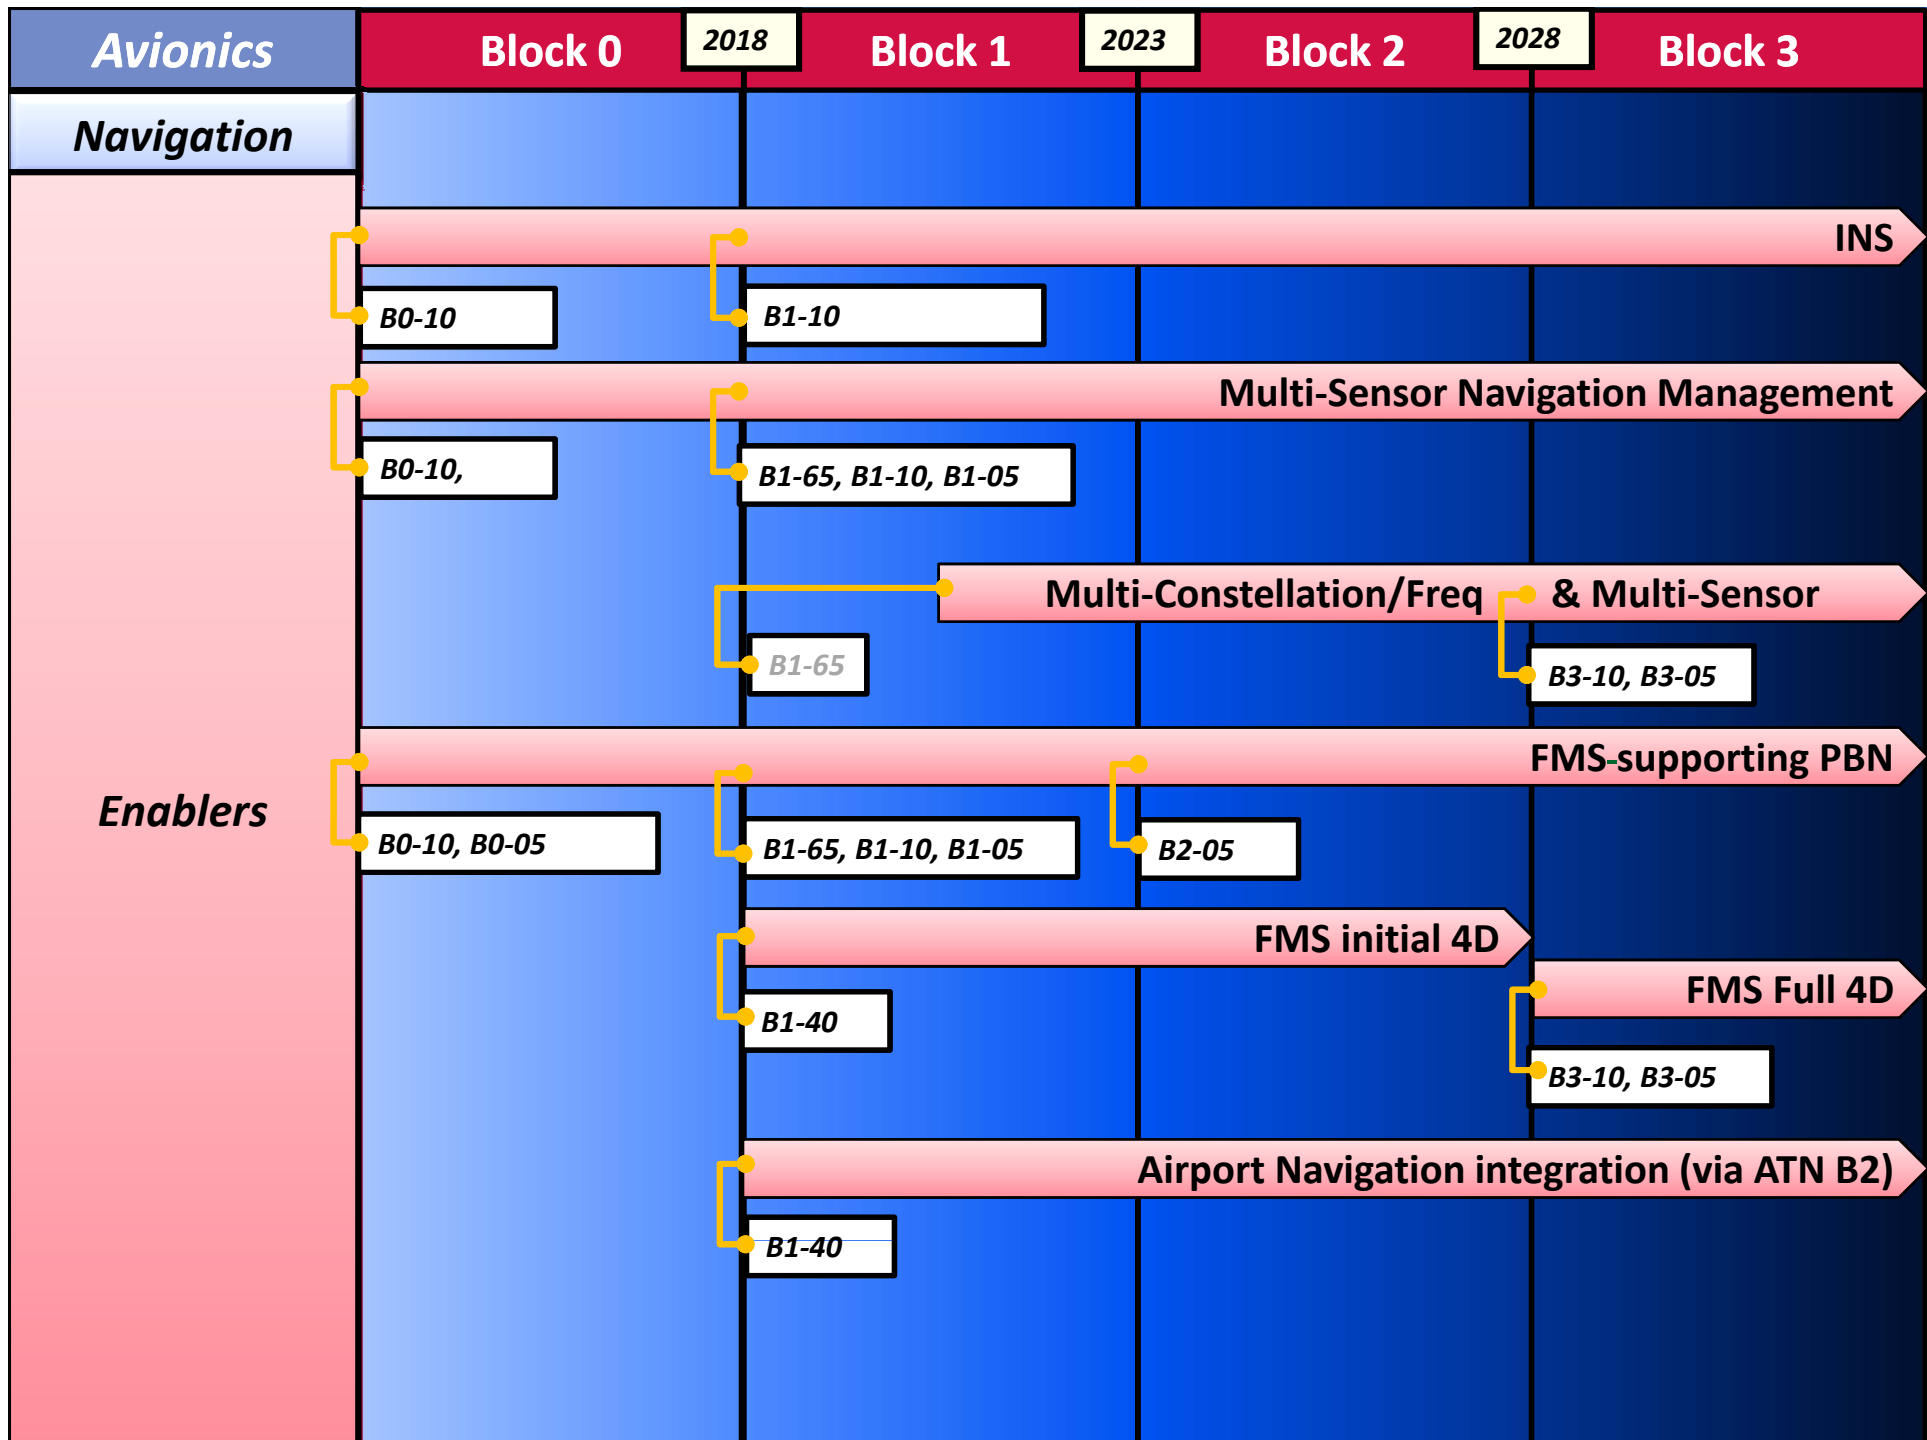 Avionics
Block 0
2018
Block 1
2023
Block 2
2028
Block 3
Navigation
INS
B0-10
B1-10
Multi-Sensor Navigation Management
B0-10,
B1-65, B1-10, B1-05
Multi-Constellation/Freq & Multi-Sensor
B1-65
B3-10, B3-05
FMS-supporting PBN
Enablers
B0-10, B0-05
B1-65, B1-10, B1-05
B2-05
FMS initial 4D
FMS Full 4D
B1-40
B3-10, B3-05
Airport Navigation integration (via ATN B2)
B1-40